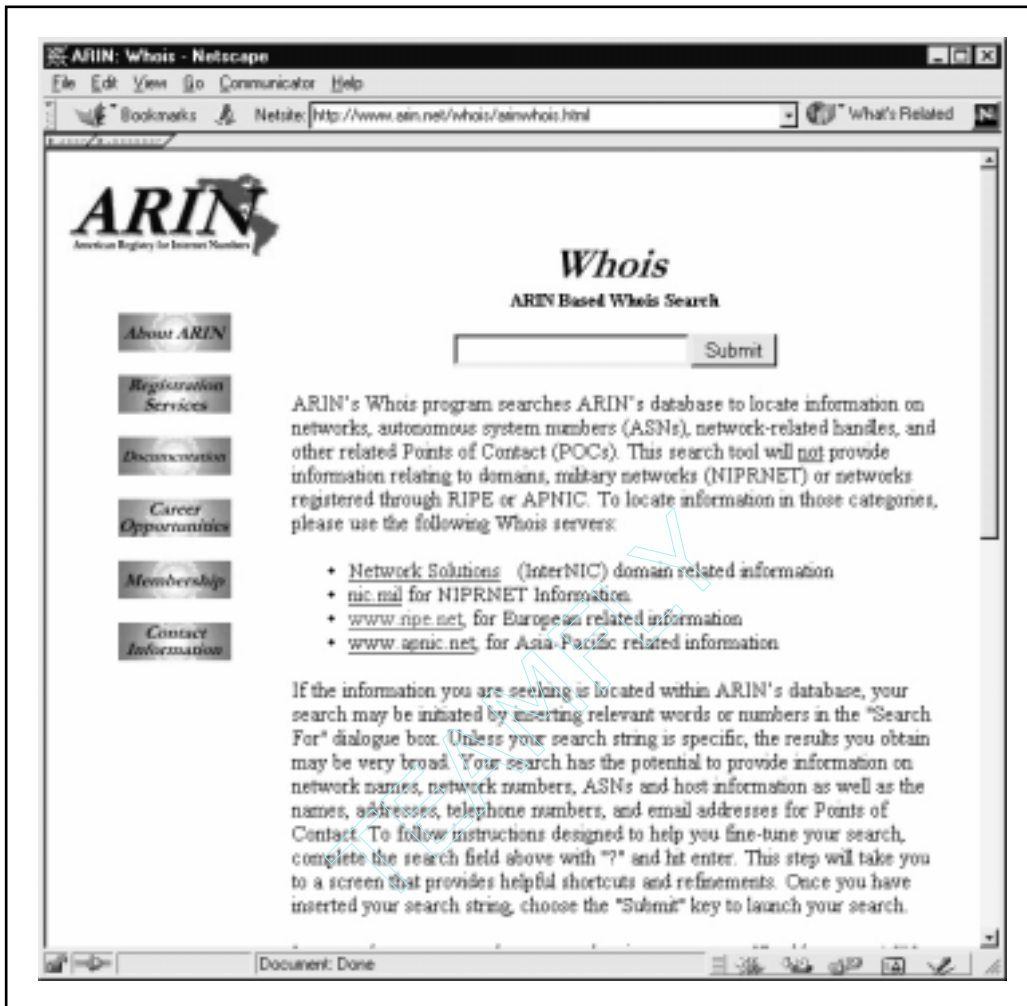 ARIN: Whois - Netscape
File Edit View Go Communicator Help
Bookmarks Netsite: http://www.arin.net/whois/arinwhois.html What's Related
ARIN
American Registry for Internet Numbers
Whois
ARIN Based Whois Search
Submit
About ARIN
Registration
Services
Documentation
Career
Opportunities
Membership
Contact
Information
ARIN's Whois program searches ARIN's database to locate information on
networks, autonomous system numbers (ASNs), network-related handles, and
other related Points of Contact (POCs). This search tool will not provide
information relating to domains, military networks (NIPRNET) or networks
registered through RIPE or APNIC. To locate information in those categories,
please use the following Whois servers:
• Network Solutions (InterNIC) domain related information
• nic.mil for NIPRNET Information.
• www.ripe.net, for European related information
• www.apnic.net, for Asia-Pacific related information
If the information you are seeking is located within ARIN's database, your
search may be initiated by inserting relevant words or numbers in the "Search
For" dialogue box. Unless your search string is specific, the results you obtain
may be very broad. Your search has the potential to provide information on
network names, network numbers, ASNs and host information as well as the
names, addresses, telephone numbers, and email addresses for Points of
Contact. To follow instructions designed to help you fine-tune your search,
complete the search field above with "?" and hit enter. This step will take you
to a screen that provides helpful shortcuts and refinements. Once you have
inserted your search string, choose the "Submit" key to launch your search.
Document: Done
TEAMFLY